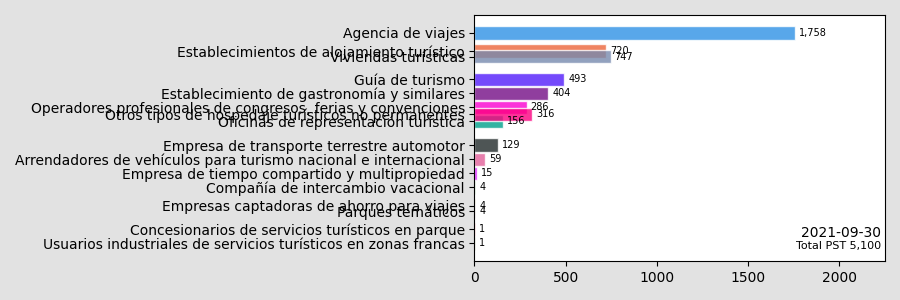 Agencia de viajes 1,758
Establecimientos de alojamiento turístico 720
Viviendas turísticas 747
Guía de turismo 493
Establecimiento de gastronomía y similares 404
Operadores profesionales de congresos, ferias y convenciones 286
Otros tipos de hospedaje turísticos no permanentes 316
Oficinas de representación turística 156
Empresa de transporte terrestre automotor 129
Arrendadores de vehículos para turismo nacional e internacional 59
Empresa de tiempo compartido y multipropiedad 15
Compañía de intercambio vacacional 4
Empresas captadoras de ahorro para viajes 4
Parques temáticos 4
Concesionarios de servicios turísticos en parque 1
Usuarios industriales de servicios turísticos en zonas francas 1
2021-09-30
Total PST 5,100
0 500 1000 1500 2000